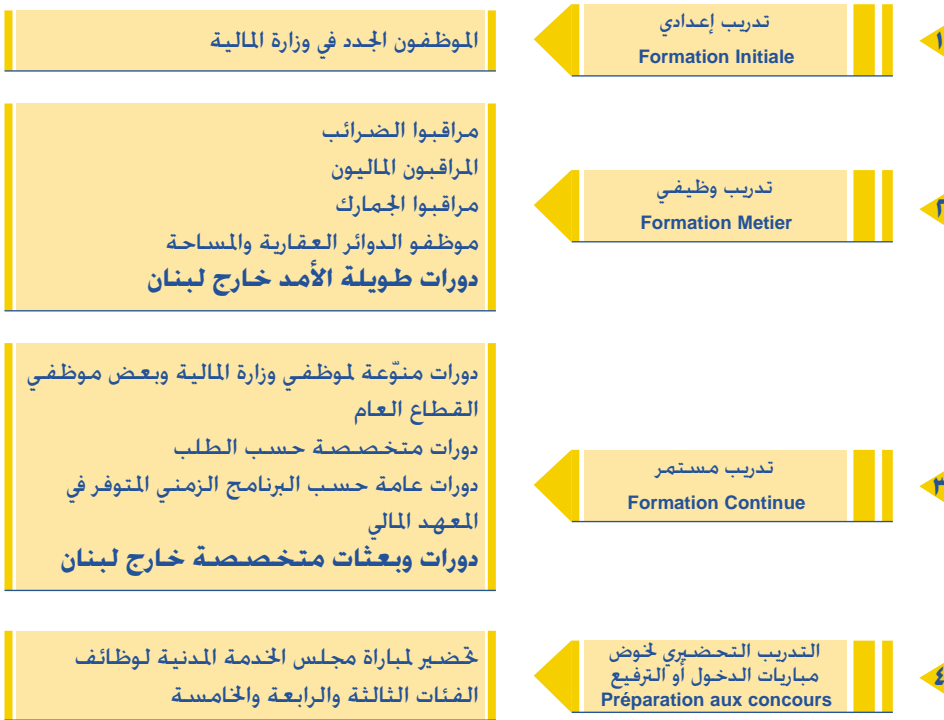 ١
تدريب إعدادي
Formation Initiale
الموظفون الجدد في وزارة المالية
٢
تدريب وظيفي
Formation Metier
مراقبوا الضرائب
المراقبون الماليون
مراقبوا الجمارك
موظفو الدوائر العقارية والمساحة
دورات طويلة الأمد خارج لبنان
٣
تدريب مستمر
Formation Continue
دورات منوّعة لموظفي وزارة المالية وبعض موظفي
القطاع العام
دورات متخصصة حسب الطلب
دورات عامة حسب البرنامج الزمني المتوفر في
المعهد المالي
دورات وبعثات متخصصة خارج لبنان
٤
التدريب التحضيري لخوض
مباريات الدخول أو الترفيع
Préparation aux concours
تحضير لمباراة مجلس الخدمة المدنية لوظائف
الفئات الثالثة والرابعة والخامسة